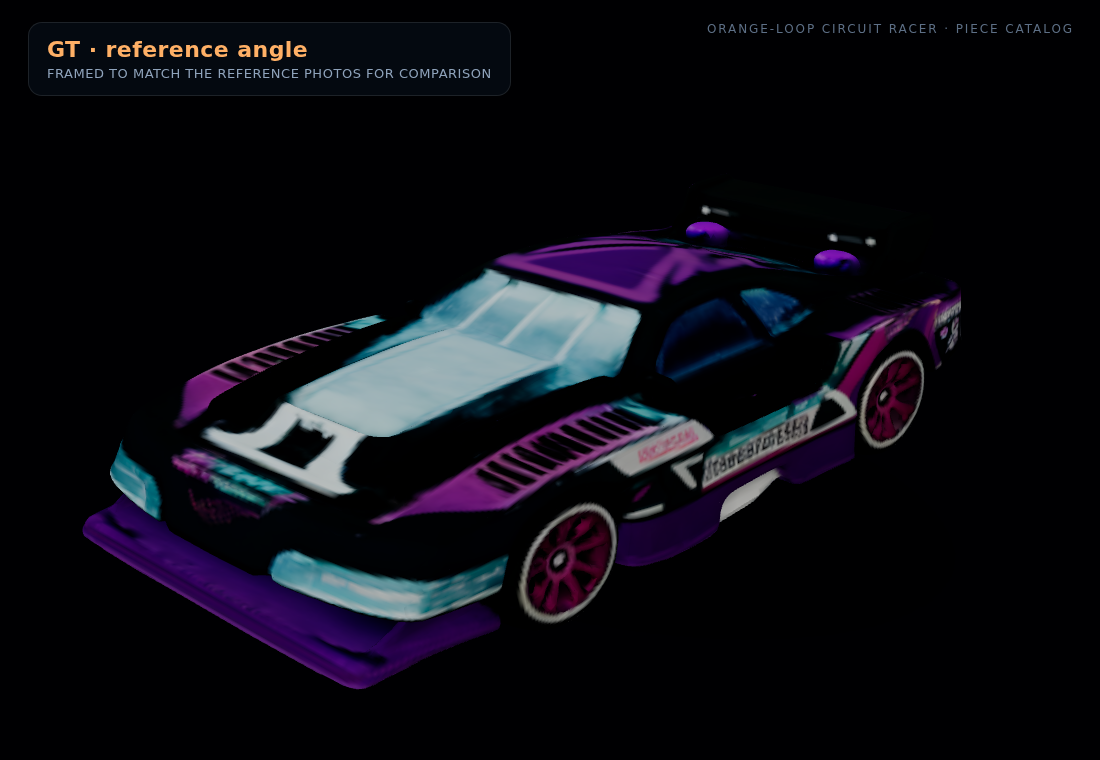 GT · reference angle
FRAMED TO MATCH THE REFERENCE PHOTOS FOR COMPARISON
ORANGE-LOOP CIRCUIT RACER · PIECE CATALOG